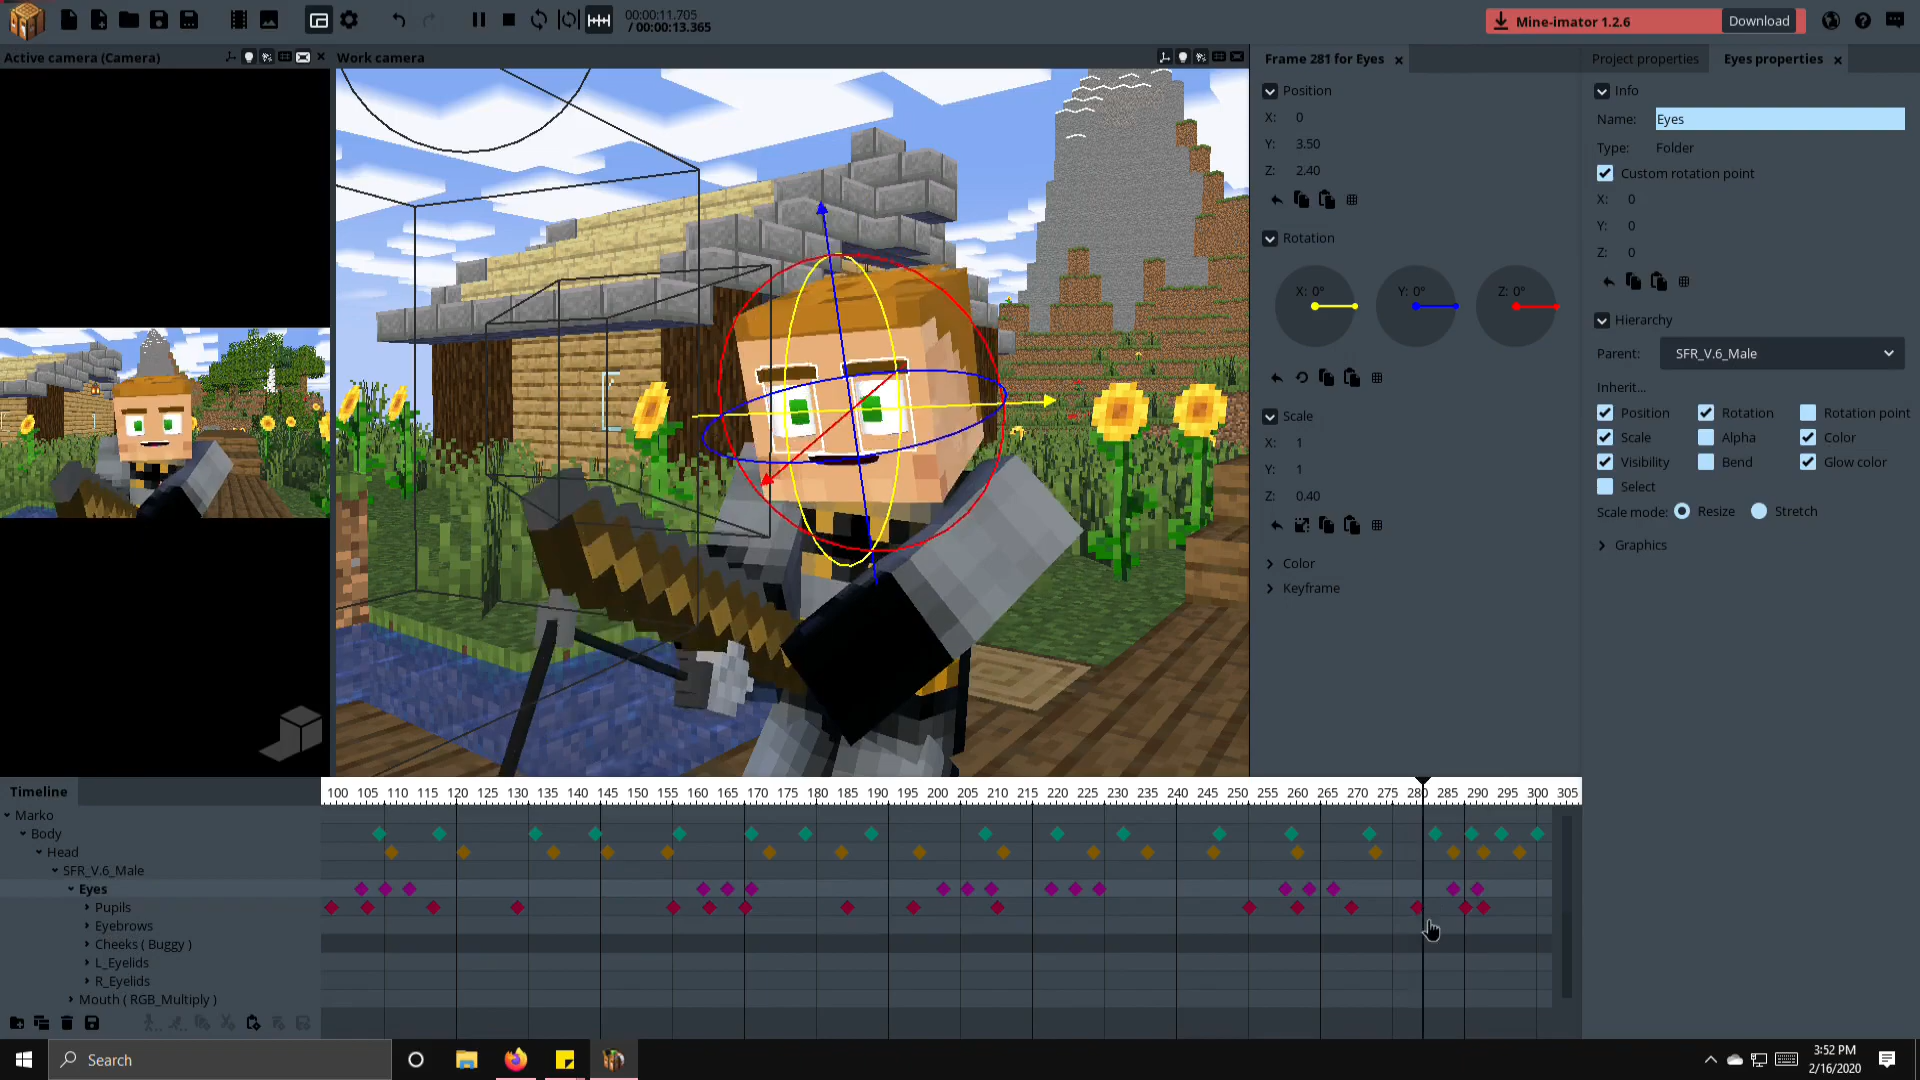 00:00:11.705
/ 00:00:13.365
Mine-imator 1.2.6
Download
Active camera (Camera)
Work camera
Frame 281 for Eyes
Project properties
Eyes properties
Position
X: 0
Y: 3.50
Z: 2.40
Rotation
X: 0°
Y: 0°
Z: 0°
Scale
X: 1
Y: 1
Z: 0.40
Color
Keyframe
Info
Name: Eyes
Type: Folder
Custom rotation point
X: 0
Y: 0
Z: 0
Hierarchy
Parent: SFR_V.6_Male
Inherit...
Position Rotation Rotation point
Scale Alpha Color
Visibility Bend Glow color
Select
Scale mode: Resize Stretch
Graphics
Timeline
100 105 110 115 120 125 130 135 140 145 150 155 160 165 170 175 180 185 190 195 200 205 210 215 220 225 230 235 240 245 250 255 260 265 270 275 280 285 290 295 300 305
Marko
Body
Head
SFR_V.6_Male
Eyes
Pupils
Eyebrows
Cheeks ( Buggy )
L_Eyelids
R_Eyelids
Mouth ( RGB_Multiply )
Search
3:52 PM
2/16/2020